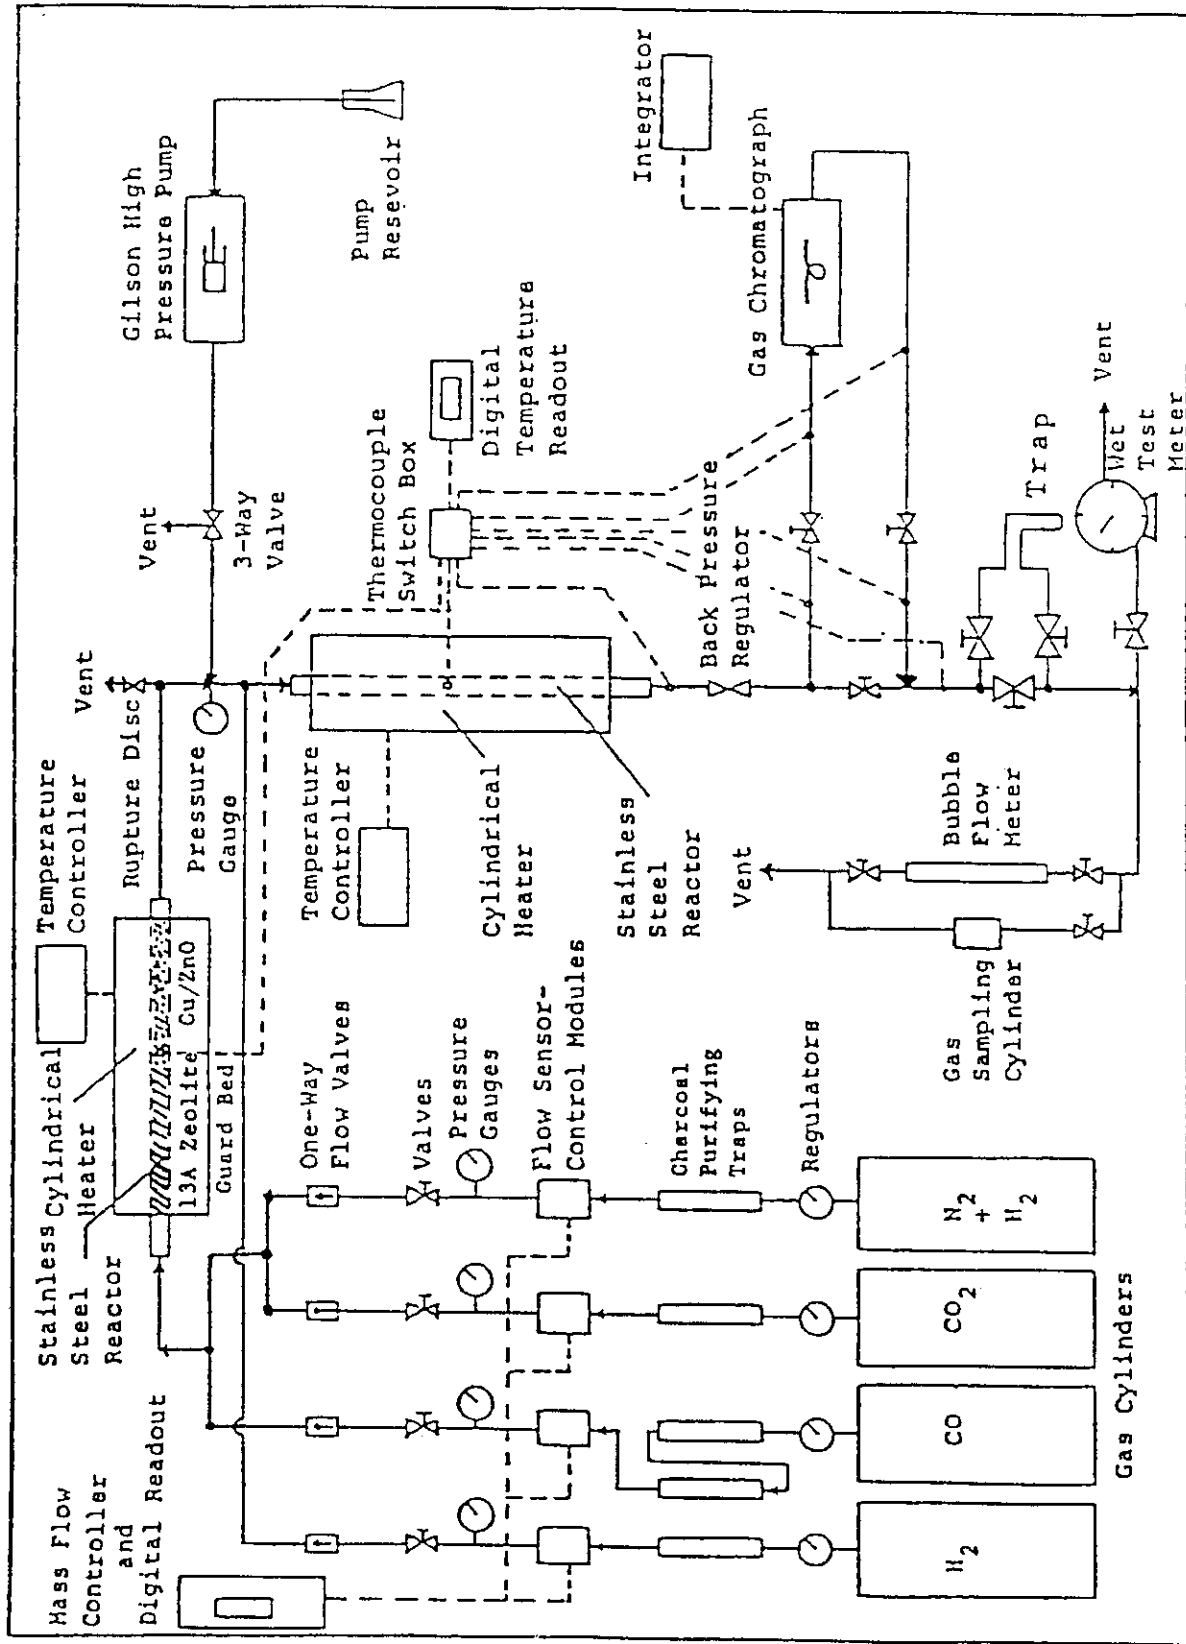 Mass Flow
Controller
and
Digital Readout
Stainless
Steel
Reactor
Cylindrical
Heater
Temperature
Controller
13A Zeolite
Cu/ZnO
Guard Bed
Rupture Disc
Vent
Pressure
Gauge
Vent
3-Way
Valve
Gilson High
Pressure Pump
Pump
Resevoir
One-Way
Flow Valves
Valves
Pressure
Gauges
Flow Sensor-
Control Modules
Charcoal
Purifying
Traps
Regulators
H2
CO
CO2
N2
+
H2
Gas Cylinders
Temperature
Controller
Cylindrical
Heater
Stainless
Steel
Reactor
Thermocouple
Switch Box
Digital
Temperature
Readout
Back Pressure
Regulator
Gas Chromatograph
Integrator
Vent
Bubble
Flow
Meter
Gas
Sampling
Cylinder
Trap
Vent
Wet
Test
Meter